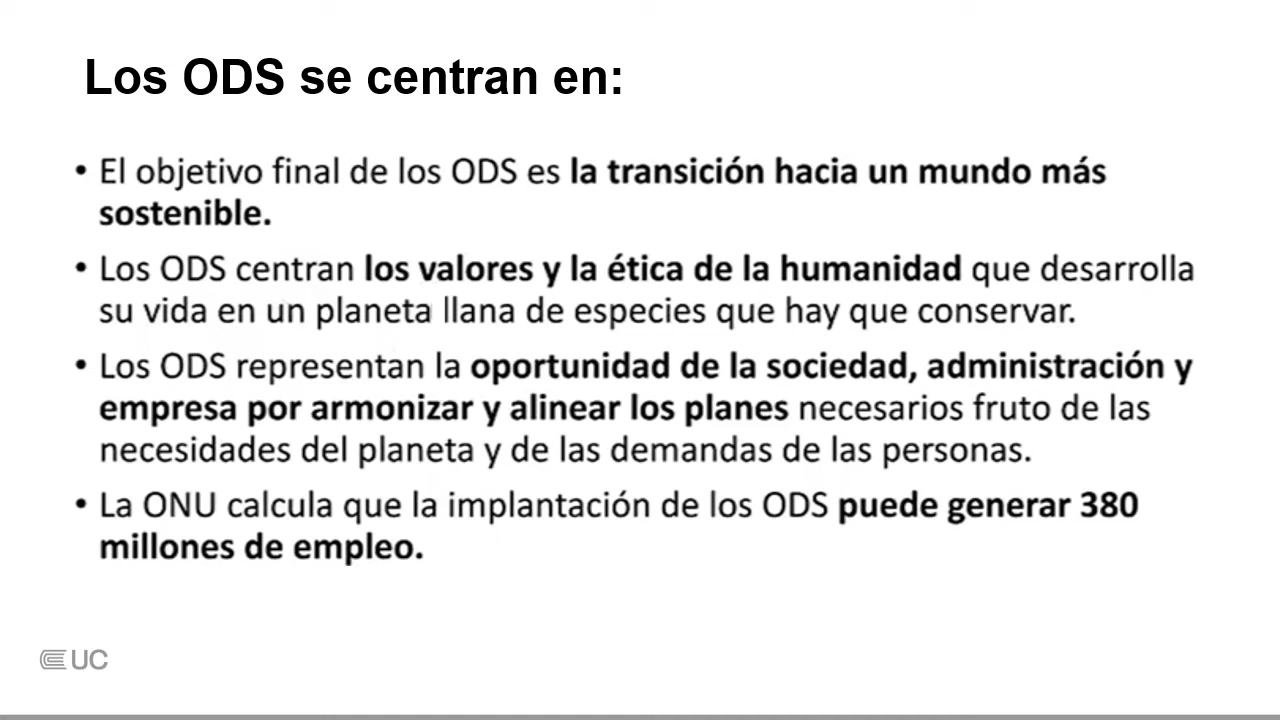 Los ODS se centran en:
• El objetivo final de los ODS es la transición hacia un mundo más
sostenible.
• Los ODS centran los valores y la ética de la humanidad que desarrolla
su vida en un planeta llana de especies que hay que conservar.
• Los ODS representan la oportunidad de la sociedad, administración y
empresa por armonizar y alinear los planes necesarios fruto de las
necesidades del planeta y de las demandas de las personas.
• La ONU calcula que la implantación de los ODS puede generar 380
millones de empleo.
UC